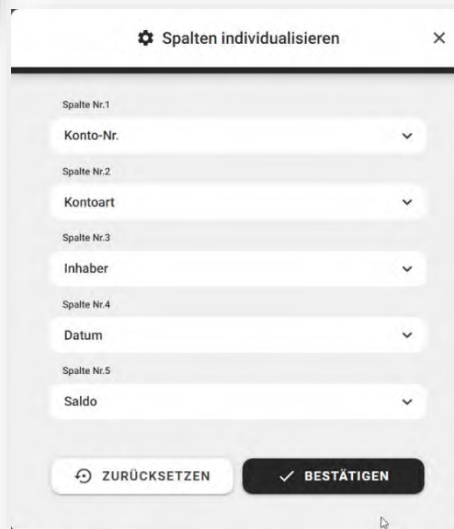 Spalten individualisieren
Spalte Nr.1
Konto-Nr.
Spalte Nr.2
Kontoart
Spalte Nr.3
Inhaber
Spalte Nr.4
Datum
Spalte Nr.5
Saldo
ZURÜCKSETZEN
BESTÄTIGEN